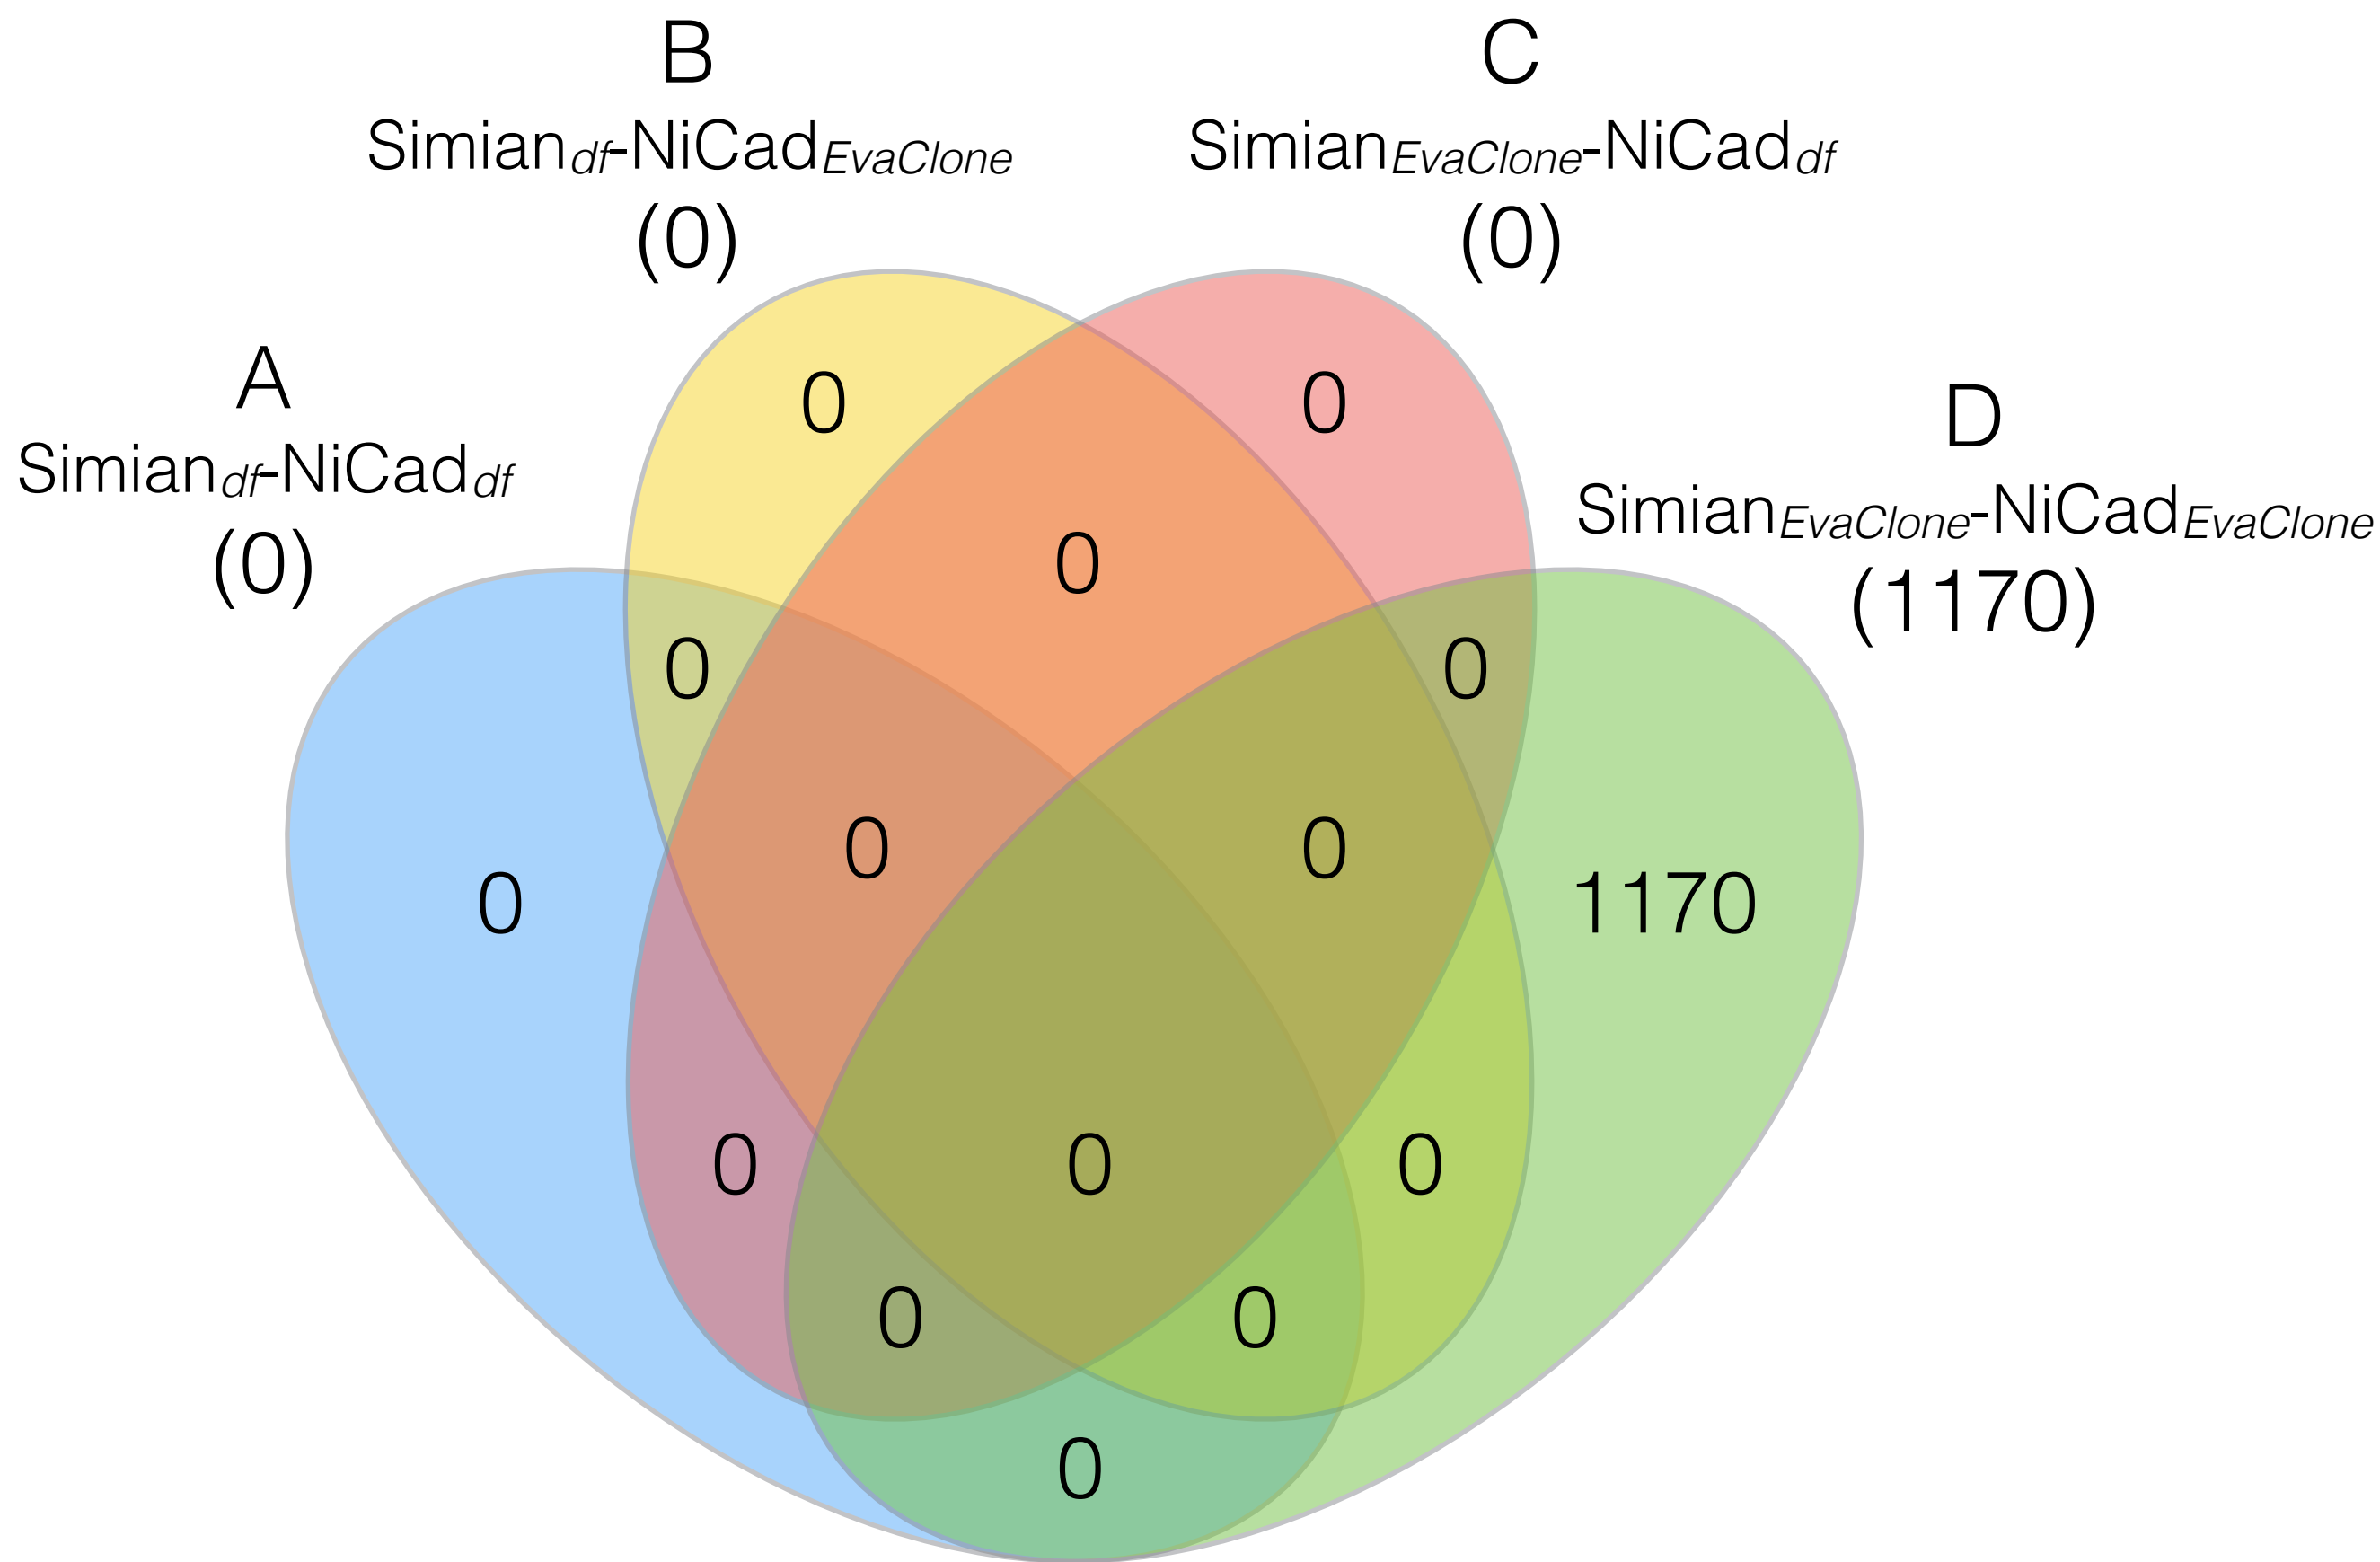 B
Simiandf-NiCadEvaClone
(0)
C
SimianEvaClone-NiCaddf
(0)
A
Simiandf-NiCaddf
(0)
D
SimianEvaClone-NiCadEvaClone
(1170)
0
0
0
0
0
0
0
0
1170
0
0
0
0
0
0